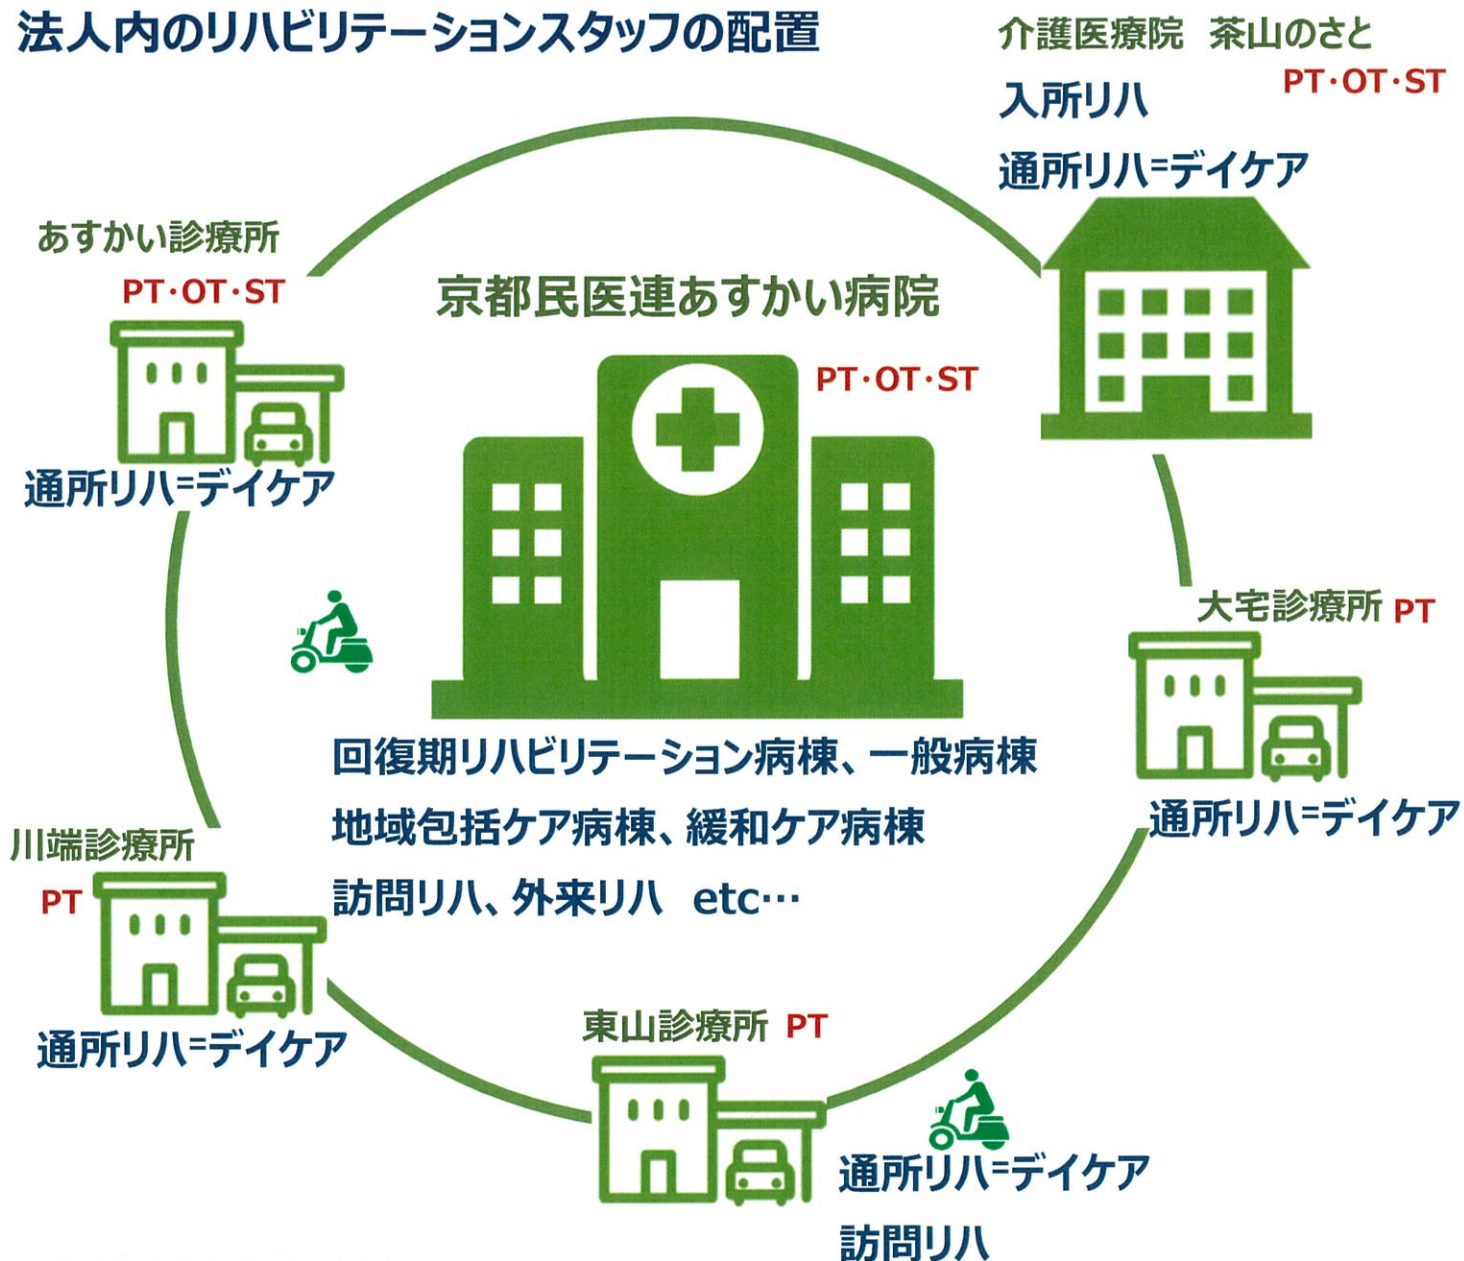 法人内のリハビリテーションスタッフの配置
介護医療院 茶山のさと
PT・OT・ST
入所リハ
通所リハ=デイケア
あすかい診療所
PT・OT・ST
通所リハ=デイケア
京都民医連あすかい病院
PT・OT・ST
回復期リハビリテーション病棟、一般病棟
地域包括ケア病棟、緩和ケア病棟
訪問リハ、外来リハ etc…
大宅診療所 PT
通所リハ=デイケア
川端診療所
PT
通所リハ=デイケア
東山診療所 PT
通所リハ=デイケア
訪問リハ